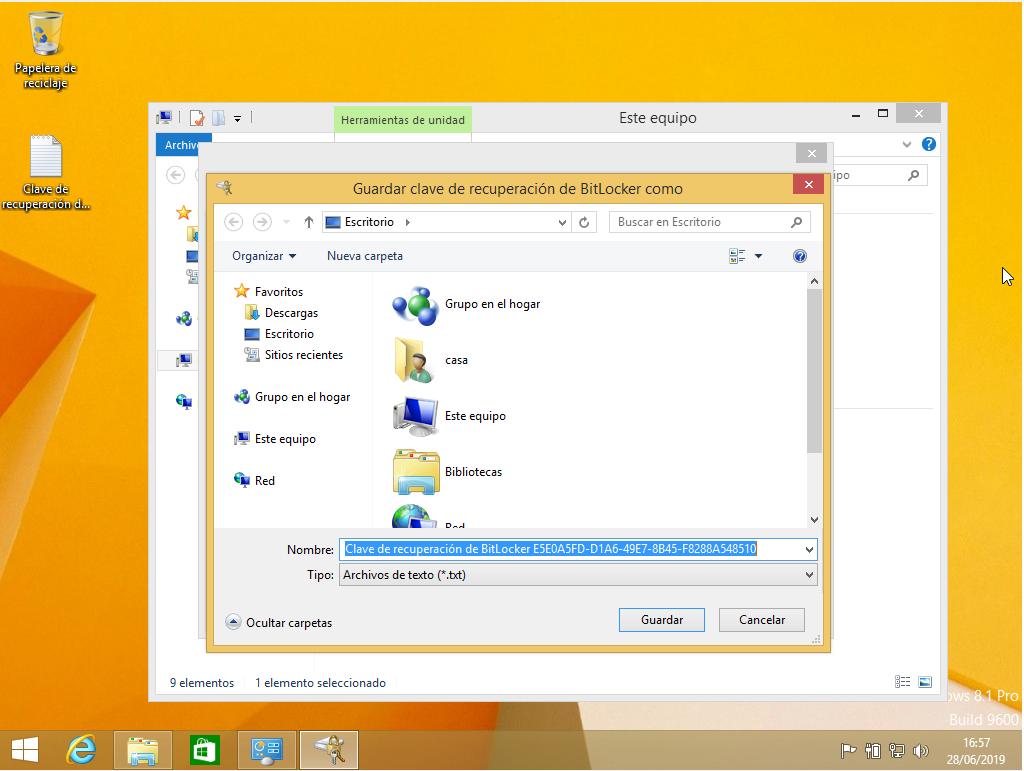 Papelera de
reciclaje
Clave de
recuperación d...
Herramientas de unidad
Este equipo
Archiv
Guardar clave de recuperación de BitLocker como
Escritorio
Buscar en Escritorio
Organizar
Nueva carpeta
Favoritos
Descargas
Escritorio
Sitios recientes
Grupo en el hogar
Este equipo
Red
Grupo en el hogar
casa
Este equipo
Bibliotecas
Red
Nombre: Clave de recuperación de BitLocker E5E0A5FD-D1A6-49E7-8B45-F8288A548510
Tipo: Archivos de texto (*.txt)
Ocultar carpetas
Guardar
Cancelar
9 elementos
1 elemento seleccionado
ows 8.1 Pro
Build 9600
16:57
28/06/2019